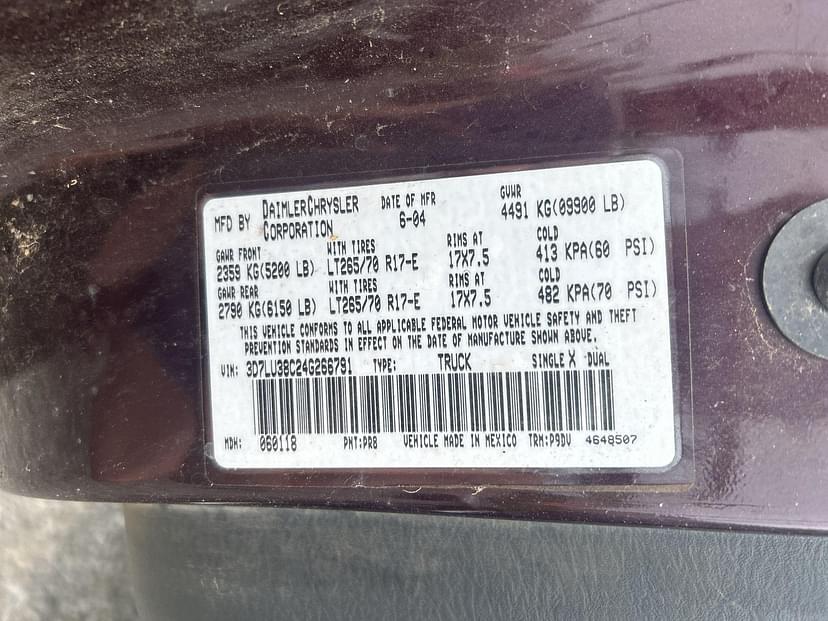 MFD BY DAIMLERCHRYSLER CORPORATION DATE OF MFR 6-04 GVWR 4491 KG(09900 LB)
GAWR FRONT WITH TIRES RIMS AT COLD
2359 KG(5200 LB) LT265/70 R17-E 17X7.5 413 KPA(60 PSI)
GAWR REAR WITH TIRES RIMS AT COLD
2790 KG(6150 LB) LT265/70 R17-E 17X7.5 482 KPA(70 PSI)
THIS VEHICLE CONFORMS TO ALL APPLICABLE FEDERAL MOTOR VEHICLE SAFETY AND THEFT
PREVENTION STANDARDS IN EFFECT ON THE DATE OF MANUFACTURE SHOWN ABOVE.
VIN: 3D7LU38C24G266791 TYPE: TRUCK SINGLE X DUAL
MDH: 060118 PNT:PR8 VEHICLE MADE IN MEXICO TRM:P9DV 4648507